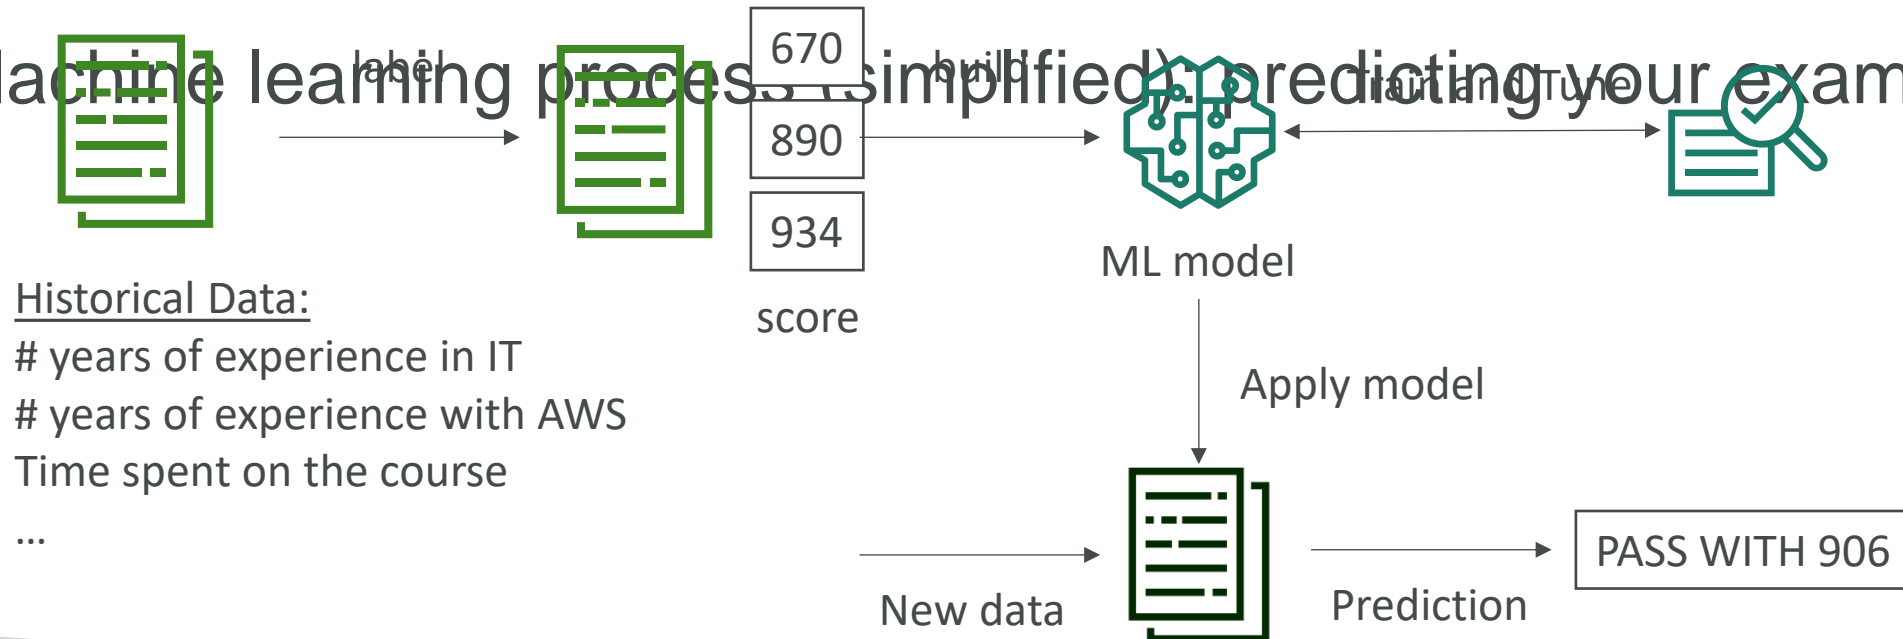 achine learning process (simplified): predicting your exam
label
build
Train and Tune
670
890
934
score
ML model
Historical Data:
# years of experience in IT
# years of experience with AWS
Time spent on the course
...
Apply model
New data
Prediction
PASS WITH 906